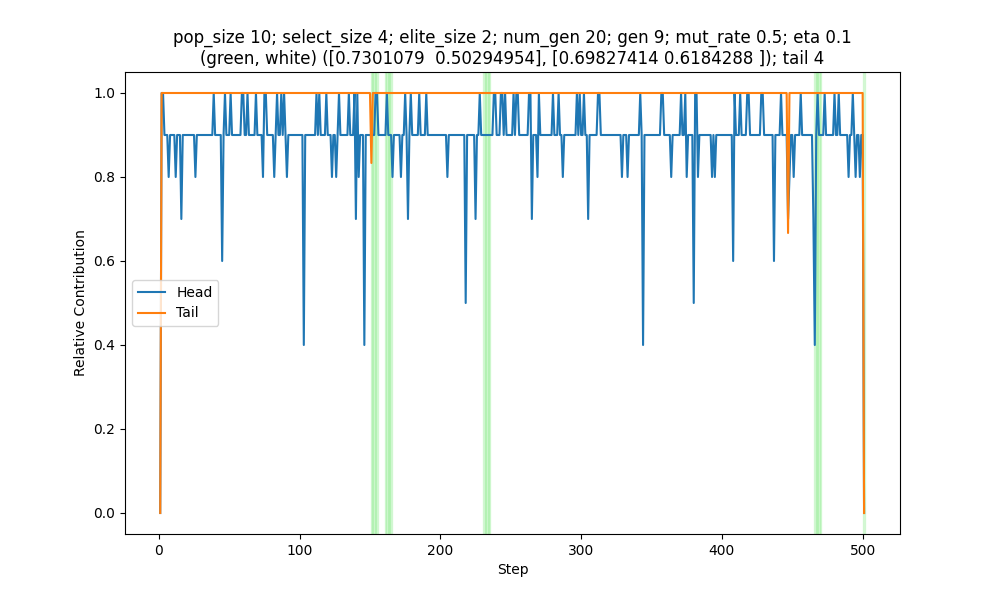 pop_size 10; select_size 4; elite_size 2; num_gen 20; gen 9; mut_rate 0.5; eta 0.1
(green, white) ([0.7301079  0.50294954], [0.69827414 0.6184288 ]); tail 4
1.0
0.8
0.6
0.4
0.2
0.0
Relative Contribution
Head
Tail
0
100
200
300
400
500
Step